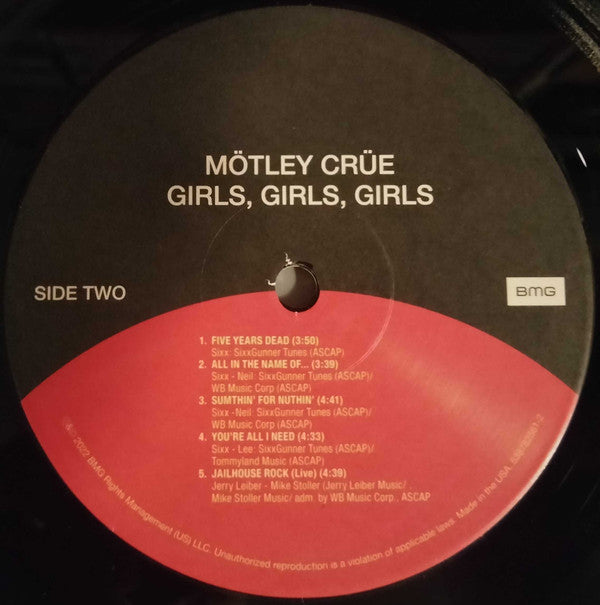 MÖTLEY CRÜE
GIRLS, GIRLS, GIRLS
SIDE TWO
BMG
1. FIVE YEARS DEAD (3:50)
Sixx: SixxGunner Tunes (ASCAP)
2. ALL IN THE NAME OF... (3:39)
Sixx - Neil: SixxGunner Tunes (ASCAP)/
WB Music Corp (ASCAP)
3. SUMTHIN' FOR NUTHIN' (4:41)
Sixx -Neil: SixxGunner Tunes (ASCAP)/
WB Music Corp. (ASCAP)
4. YOU'RE ALL I NEED (4:33)
Sixx - Lee: SixxGunner Tunes (ASCAP)/
Tommyland Music (ASCAP)
5. JAILHOUSE ROCK (Live) (4:39)
Jerry Leiber - Mike Stoller (Jerry Leiber Music/
Mike Stoller Music/ adm. by WB Music Corp., ASCAP
2022 BMG Rights Management (US) LLC. Unauthorized reproduction is a violation of applicable laws. Made in the USA.